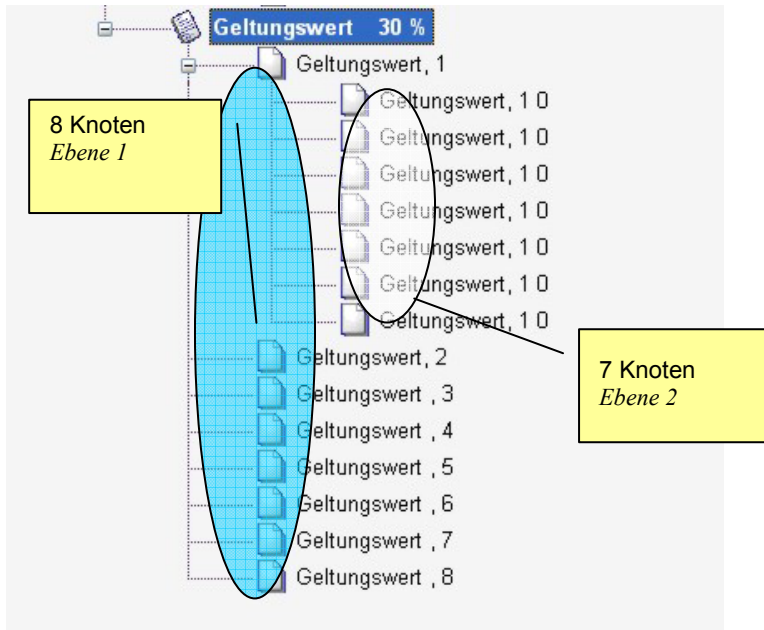 Geltungswert 30 %
Geltungswert, 1
8 Knoten
Ebene 1
Geltungswert, 1 0
Geltungswert, 1 0
Geltungswert, 1 0
Geltungswert, 1 0
Geltungswert, 1 0
Geltungswert, 1 0
Geltungswert, 1 0
7 Knoten
Ebene 2
Geltungswert, 2
Geltungswert , 3
Geltungswert , 4
Geltungswert , 5
Geltungswert , 6
Geltungswert , 7
Geltungswert , 8